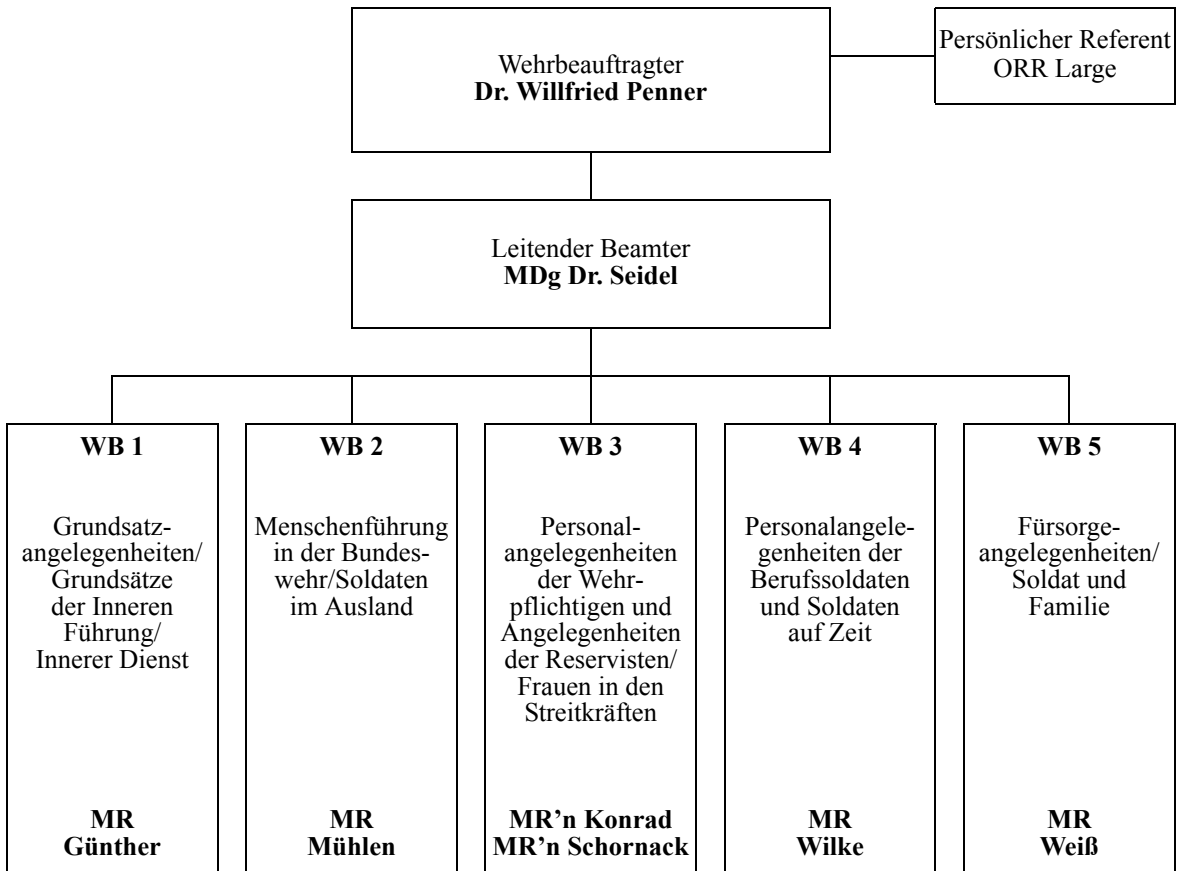 Wehrbeauftragter
Dr. Willfried Penner
Persönlicher Referent
ORR Large
Leitender Beamter
MDg Dr. Seidel
WB 1
Grundsatz-
angelegenheiten/
Grundsätze
der Inneren
Führung/
Innerer Dienst
MR
Günther
WB 2
Menschenführung
in der Bundes-
wehr/Soldaten
im Ausland
MR
Mühlen
WB 3
Personal-
angelegenheiten
der Wehr-
pflichtigen und
Angelegenheiten
der Reservisten/
Frauen in den
Streitkräften
MR’n Konrad
MR’n Schornack
WB 4
Personalangele-
genheiten der
Berufssoldaten
und Soldaten
auf Zeit
MR
Wilke
WB 5
Fürsorge-
angelegenheiten/
Soldat und
Familie
MR
Weiß